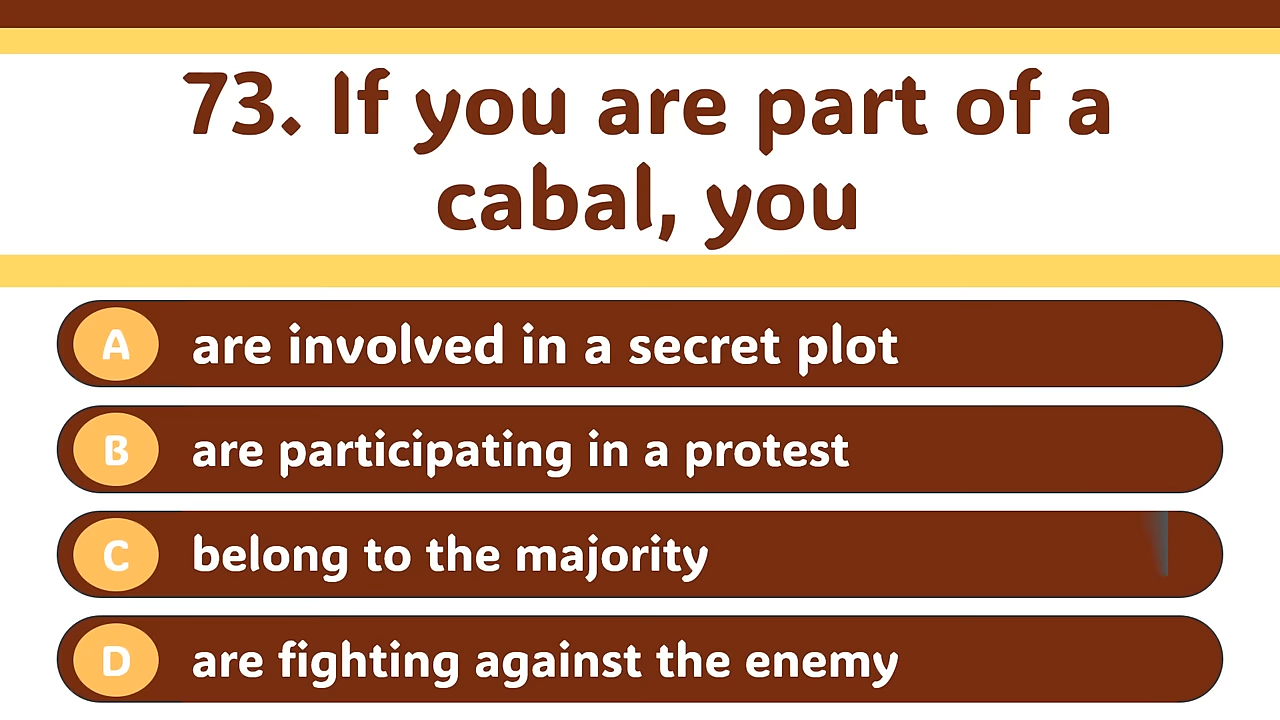 73. If you are part of a
cabal, you
A are involved in a secret plot
B are participating in a protest
C belong to the majority
D are fighting against the enemy